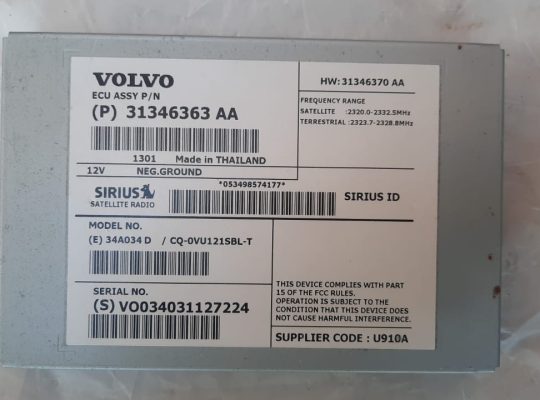 VOLVO
ECU ASSY P/N
(P) 31346363 AA
1301 Made in THAILAND
12V NEG.GROUND
HW: 31346370 AA
FREQUENCY RANGE
SATELLITE :2320.0-2332.5MHz
TERRESTRIAL :2323.7-2328.8MHz
*053498574177*
SIRIUS
SATELLITE RADIO
SIRIUS ID
MODEL NO.
(E) 34A034 D / CQ-0VU121SBL-T
SERIAL NO.
(S) VO034031127224
THIS DEVICE COMPLIES WITH PART
15 OF THE FCC RULES.
OPERATION IS SUBJECT TO THE
CONDITION THAT THIS DEVICE DOES
NOT CAUSE HARMFUL INTERFERENCE.
SUPPLIER CODE : U910A